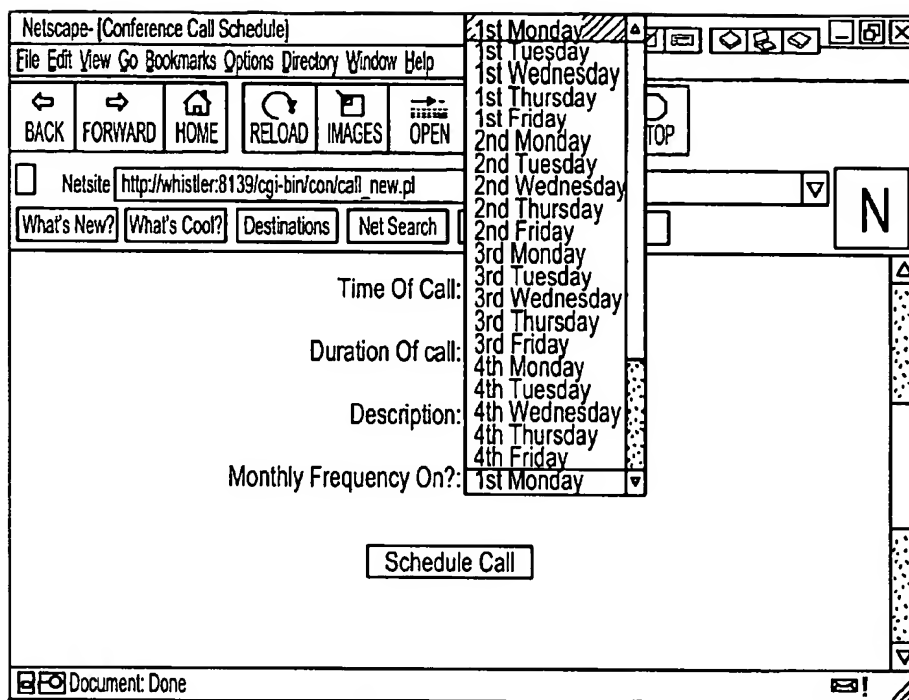 Netscape- [Conference Call Schedule]
File Edit View Go Bookmarks Options Directory Window Help
BACK FORWARD HOME RELOAD IMAGES OPEN TOP
Netsite http://whistler:8139/cgi-bin/con/call_new.pl
N
What's New? What's Cool? Destinations Net Search
1st Monday
1st Tuesday
1st Wednesday
1st Thursday
1st Friday
2nd Monday
2nd Tuesday
2nd Wednesday
2nd Thursday
2nd Friday
3rd Monday
3rd Tuesday
3rd Wednesday
3rd Thursday
3rd Friday
4th Monday
4th Tuesday
4th Wednesday
4th Thursday
4th Friday
Time Of Call:
Duration Of call:
Description:
Monthly Frequency On?: 1st Monday
Schedule Call
Document: Done
!